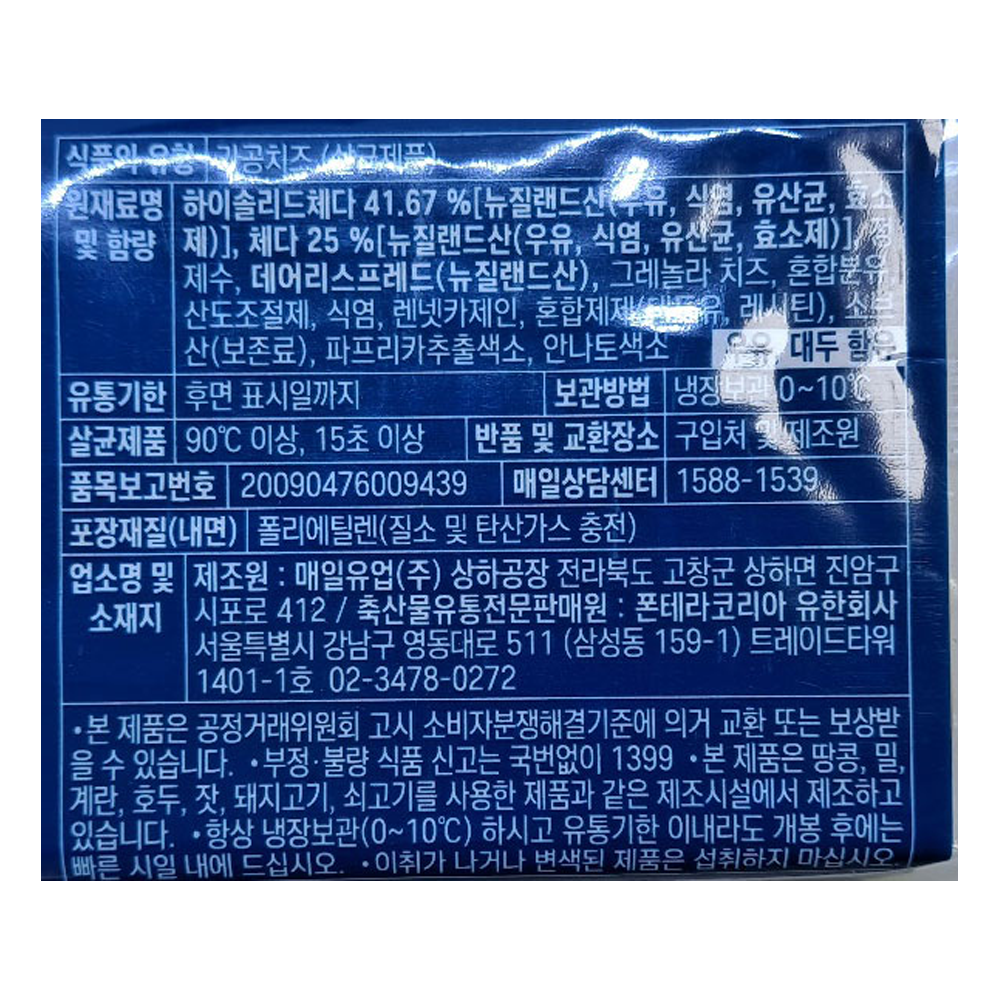 식품의 유형 가공치즈 (살균제품)
원재료명 하이솔리드체다 41.67 %[뉴질랜드산(우유, 식염, 유산균, 효소
및 함량 제)], 체다 25 %[뉴질랜드산(우유, 식염, 유산균, 효소제)], 정
제수, 데어리스프레드(뉴질랜드산), 그레놀라 치즈, 혼합분유,
산도조절제, 식염, 렌넷카제인, 혼합제제( 레시틴), 소브
산(보존료), 파프리카추출색소, 안나토색소 우유, 대두 함유
유통기한 후면 표시일까지 보관방법 냉장보관 0~10℃
살균제품 90℃ 이상, 15초 이상 반품 및 교환장소 구입처 및 제조원
품목보고번호 20090476009439 매일상담센터 1588-1539
포장재질(내면) 폴리에틸렌(질소 및 탄산가스 충전)
업소명 및 제조원 : 매일유업(주) 상하공장 전라북도 고창군 상하면 진암구
소재지 시포로 412 / 축산물유통전문판매원 : 폰테라코리아 유한회사
서울특별시 강남구 영동대로 511 (삼성동 159-1) 트레이드타워
1401-1호 02-3478-0272
•본 제품은 공정거래위원회 고시 소비자분쟁해결기준에 의거 교환 또는 보상받
을 수 있습니다. •부정·불량 식품 신고는 국번없이 1399 •본 제품은 땅콩, 밀,
계란, 호두, 잣, 돼지고기, 쇠고기를 사용한 제품과 같은 제조시설에서 제조하고
있습니다. •항상 냉장보관(0~10℃) 하시고 유통기한 이내라도 개봉 후에는
빠른 시일 내에 드십시오. •이취가 나거나 변색된 제품은 섭취하지 마십시오.